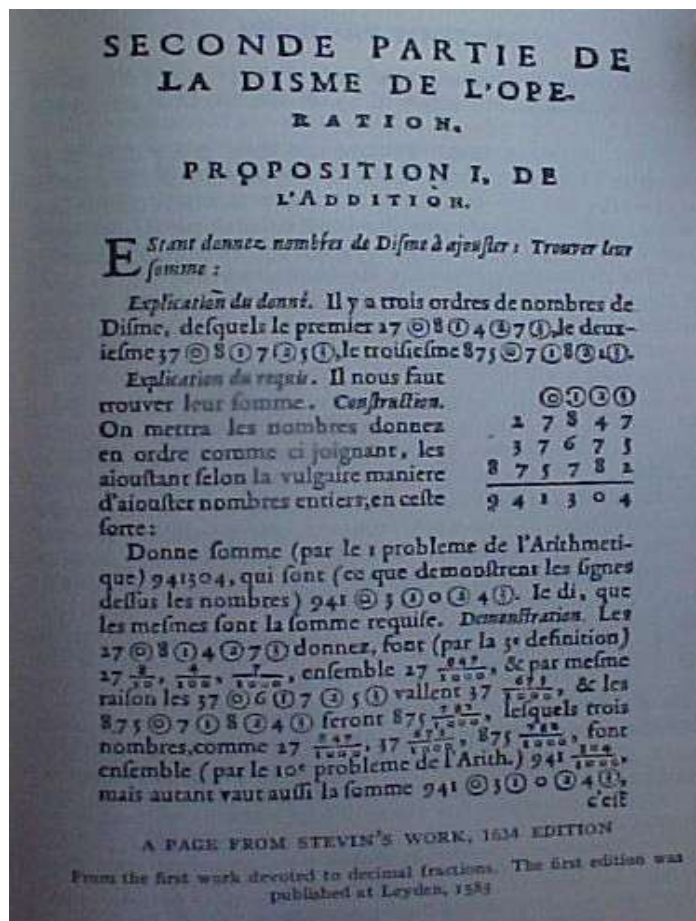 SECONDE PARTIE DE
LA DISME DE L'OPE-
RATION.
PROPOSITION I. DE
L'ADDITION.
EStant donnez nombres de Disme à ajouſter : Trouver leur
ſomme :
Explication du donné. Il y a trois ordres de nombres de
Diſme, deſquels le premier 27 ⓪ 8 ① 4 ② 7 ③, le deux-
ieſme 37 ⓪ 8 ① 7 ② 5 ③, le troiſieſme 875 ⓪ 7 ① 8 ② 2 ③.
Explication du requis. Il nous faut
trouver leur ſomme. Conſtruction.
On mettra les nombres donnez
en ordre comme ci joignant, les
aiouſtant ſelon la vulgaire maniere
d'aiouſter nombres entiers, en ceſte
ſorte :
⓪ ① ② ③
2 7 8 4 7
3 7 6 7 5
8 7 5 7 8 2
9 4 1 3 0 4
Donne ſomme (par le 1 probleme de l'Arithmeti-
que) 941304, qui ſont (ce que demonſtrent les ſignes
deſſus les nombres) 941 ⓪ 3 ① 0 ② 4 ③. Ie di, que
les meſmes ſont la ſomme requiſe. Demonſtration. Les
27 ⓪ 8 ① 4 ② 7 ③ donnez, font (par la 3e definition)
27 8/10, 4/100, 7/1000, enſemble 27 847/1000, & par meſme
raiſon les 37 ⓪ 6 ① 7 ② 5 ③ vallent 37 675/1000, & les
875 ⓪ 7 ① 8 ② 4 ③ feront 875 782/1000, leſquels trois
nombres, comme 27 847/1000, 37 675/1000, 875 782/1000, font
enſemble (par le 10e probleme de l'Arith.) 941 304/1000,
mais autant vaut auſſi la ſomme 941 ⓪ 3 ① 0 ② 4 ③,
c'eſt
A PAGE FROM STEVIN'S WORK, 1634 EDITION
From the first work devoted to decimal fractions. The first edition was
published at Leyden, 1585